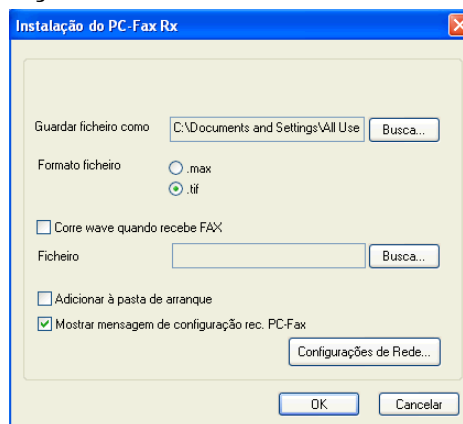 Instalação do PC-Fax Rx
Guardar ficheiro como C:\Documents and Settings\All Use Busca...
Formato ficheiro .max
.tif
Corre wave quando recebe FAX
Ficheiro Busca...
Adicionar à pasta de arranque
Mostrar mensagem de configuração rec. PC-Fax
Configurações de Rede...
OK Cancelar